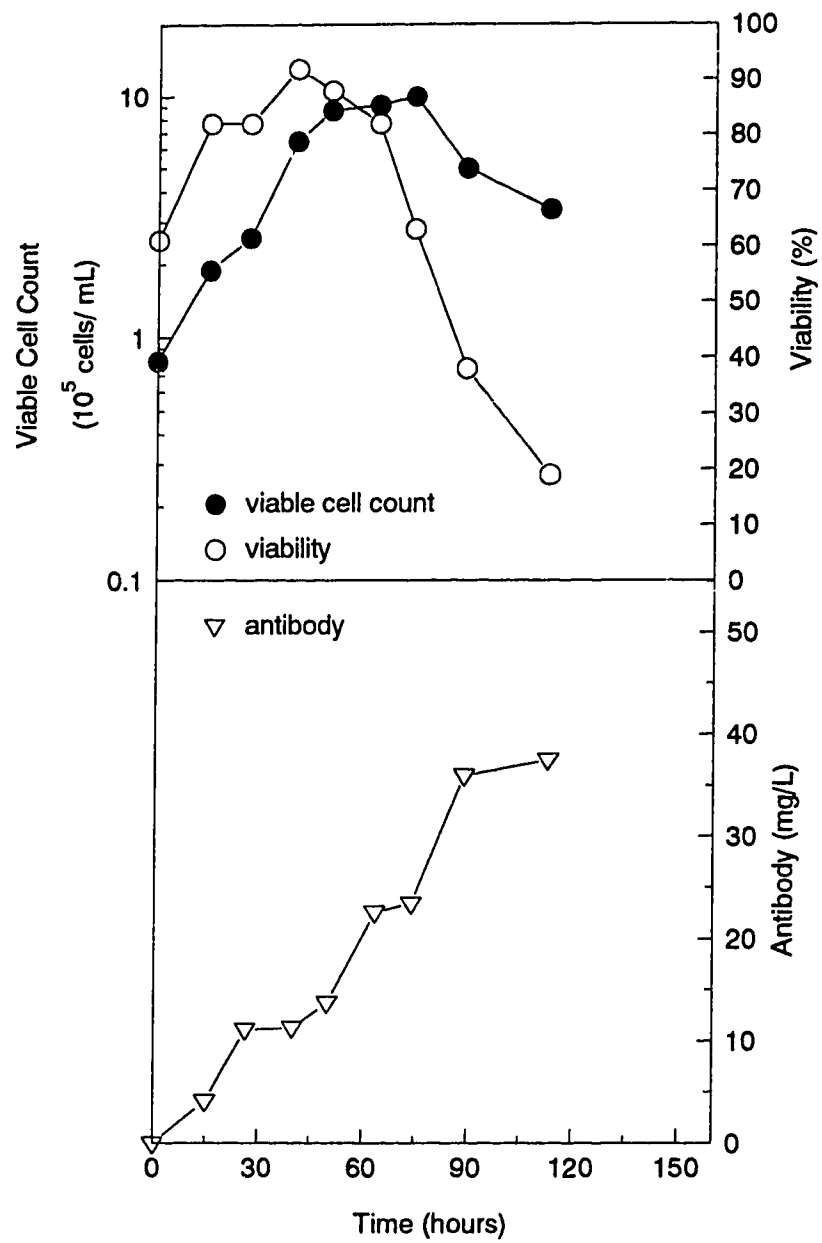 100
90
80
70
60
50
40
30
20
10
0
Viability (%)
10
1
0.1
Viable Cell Count
(10⁵ cells/ mL)
viable cell count
viability
antibody
50
40
30
20
10
0
Antibody (mg/L)
0 30 60 90 120 150
Time (hours)